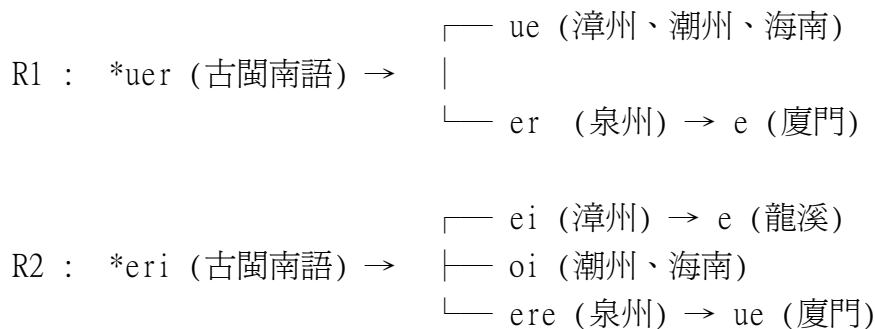 ┌── ue (漳州、潮州、海南)
R1 : *uer (古閩南語) → │
└── er (泉州) → e (廈門)
┌── ei (漳州) → e (龍溪)
R2 : *eri (古閩南語) → ├── oi (潮州、海南)
└── ere (泉州) → ue (廈門)